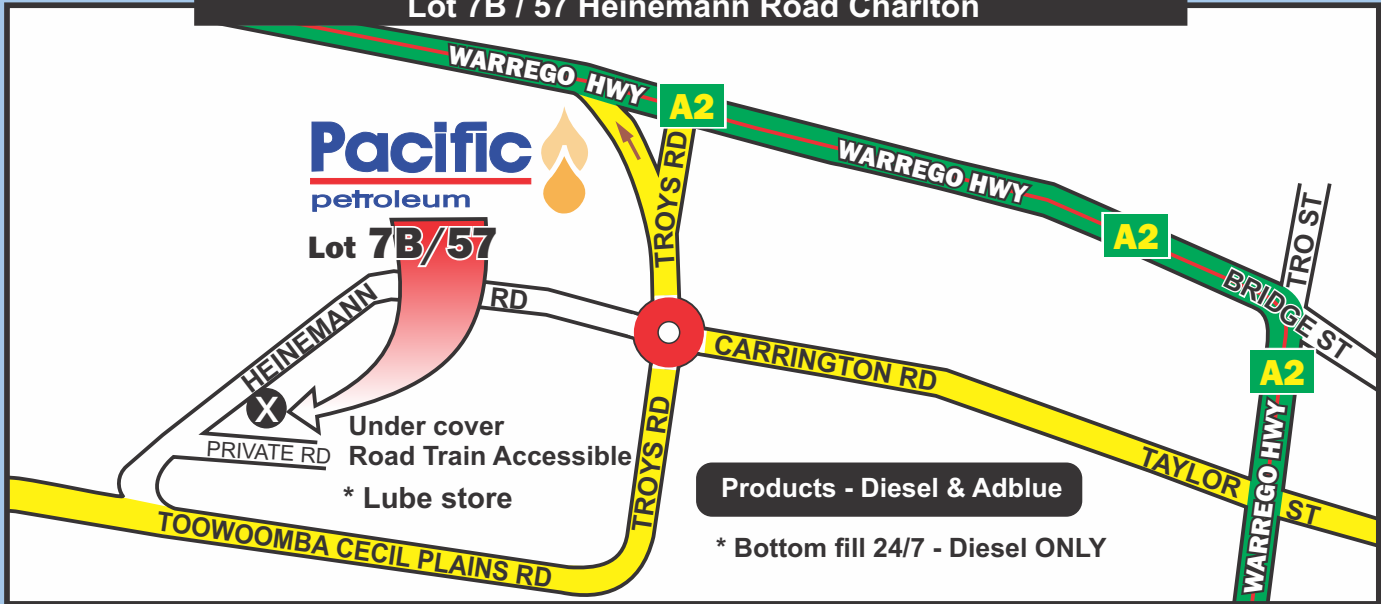 Lot 7B / 57 Heinemann Road Charlton
WARREGO HWY
A2
Pacific
petroleum
Lot 7B/57
TROYS RD
WARREGO HWY
A2
TRO ST
BRIDGE ST
HEINEMANN RD
CARRINGTON RD
A2
X
Under cover
PRIVATE RD
Road Train Accessible
* Lube store
TROYS RD
Products - Diesel & Adblue
* Bottom fill 24/7 - Diesel ONLY
TAYLOR ST
WARREGO HWY
TOOWOOMBA CECIL PLAINS RD